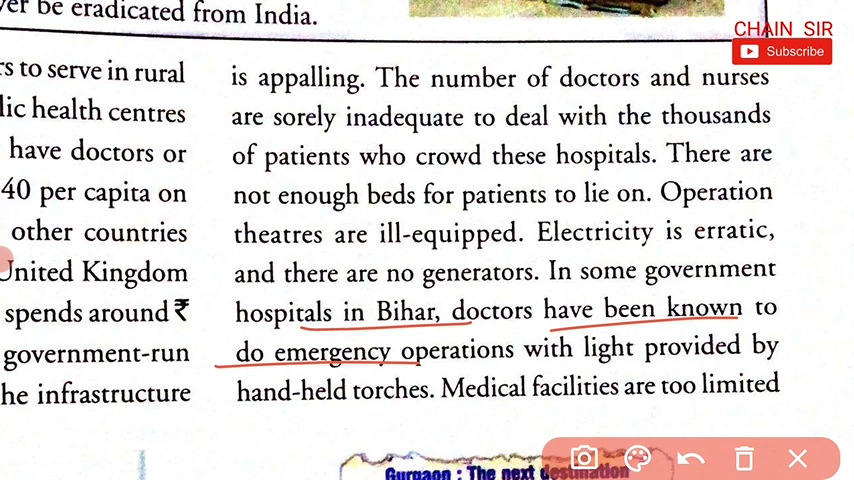 ver be eradicated from India.
CHAIN SIR
Subscribe
rs to serve in rural
lic health centres
have doctors or
40 per capita on
other countries
United Kingdom
spends around ₹
government-run
he infrastructure
is appalling. The number of doctors and nurses
are sorely inadequate to deal with the thousands
of patients who crowd these hospitals. There are
not enough beds for patients to lie on. Operation
theatres are ill-equipped. Electricity is erratic,
and there are no generators. In some government
hospitals in Bihar, doctors have been known to
do emergency operations with light provided by
hand-held torches. Medical facilities are too limited
Gurgaon : The next destination